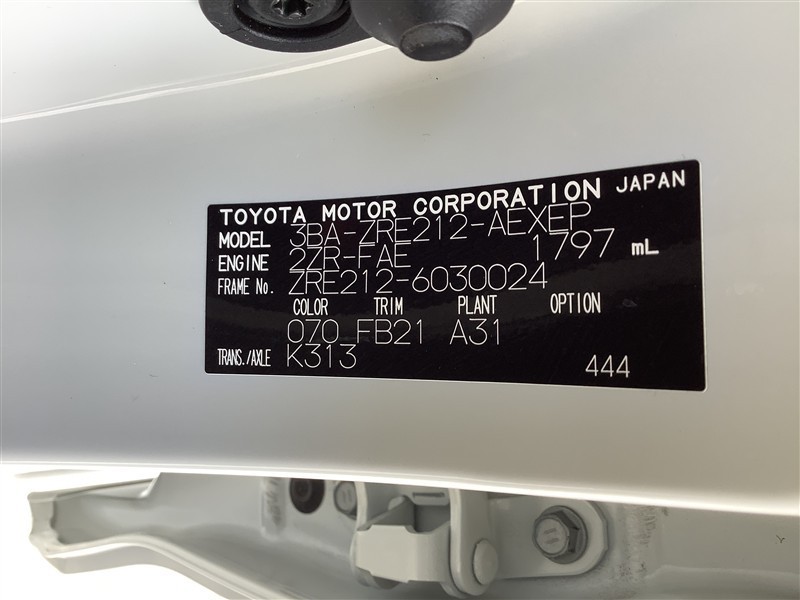 TOYOTA MOTOR CORPORATION JAPAN
MODEL 3BA-ZRE212-AEXEP
ENGINE 2ZR-FAE 1797 mL
FRAME No. ZRE212-6030024
COLOR TRIM PLANT OPTION
070 FB21 A31
TRANS./AXLE K313
444